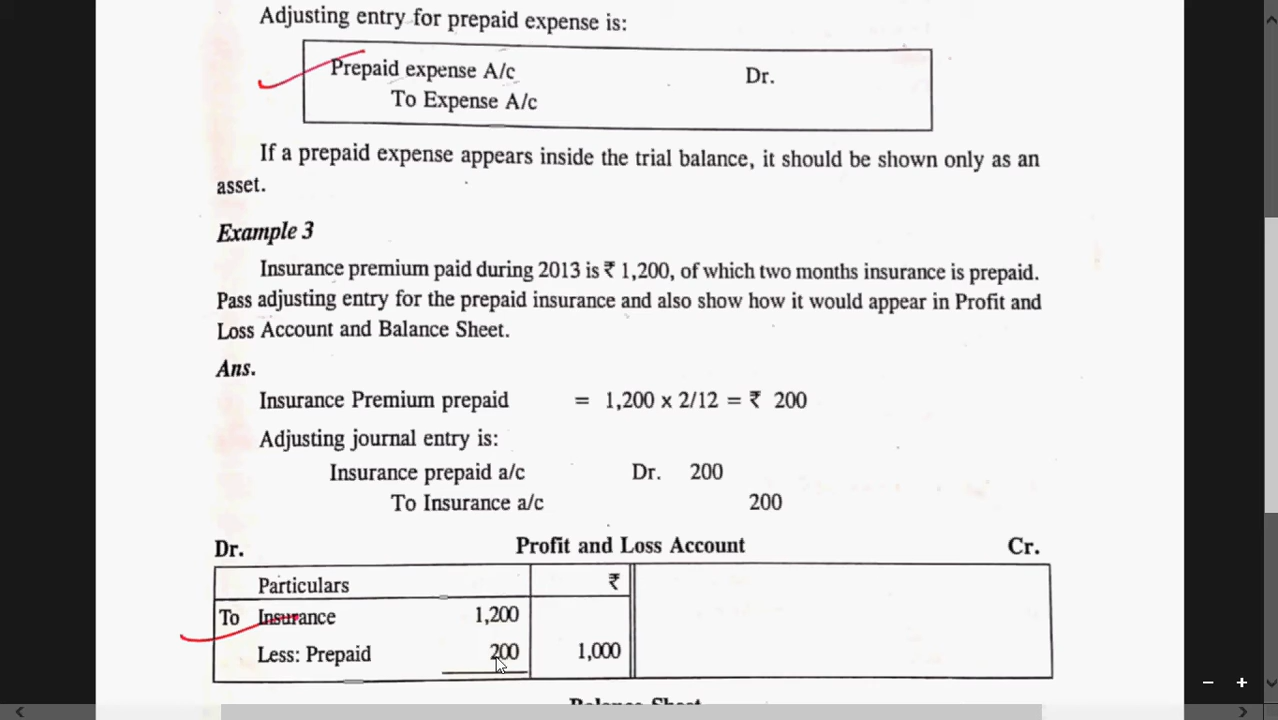 Adjusting entry for prepaid expense is:
Prepaid expense A/c Dr.
To Expense A/c
If a prepaid expense appears inside the trial balance, it should be shown only as an
asset.
Example 3
Insurance premium paid during 2013 is ₹ 1,200, of which two months insurance is prepaid.
Pass adjusting entry for the prepaid insurance and also show how it would appear in Profit and
Loss Account and Balance Sheet.
Ans.
Insurance Premium prepaid = 1,200 x 2/12 = ₹ 200
Adjusting journal entry is:
Insurance prepaid a/c Dr. 200
To Insurance a/c 200
Dr. Profit and Loss Account Cr.
Particulars ₹
To Insurance 1,200
Less: Prepaid 200 1,000
Balance Sheet